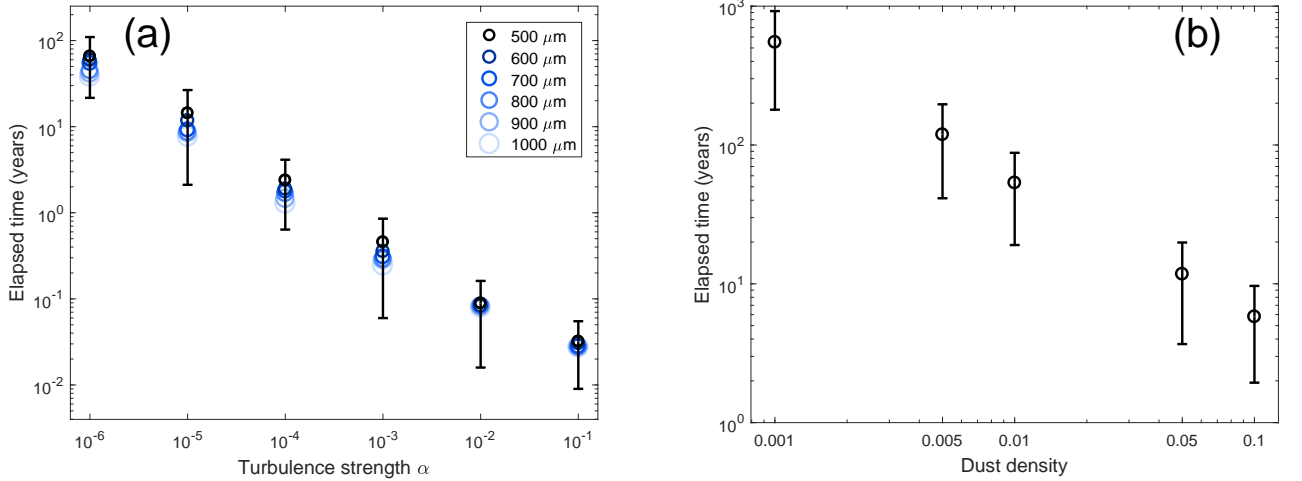 (a)
500 μm
600 μm
700 μm
800 μm
900 μm
1000 μm
Elapsed time (years)
10^2
10^1
10^0
10^-1
10^-2
10^-6 10^-5 10^-4 10^-3 10^-2 10^-1
Turbulence strength α
(b)
Elapsed time (years)
10^3
10^2
10^1
10^0
0.001 0.005 0.01 0.05 0.1
Dust density